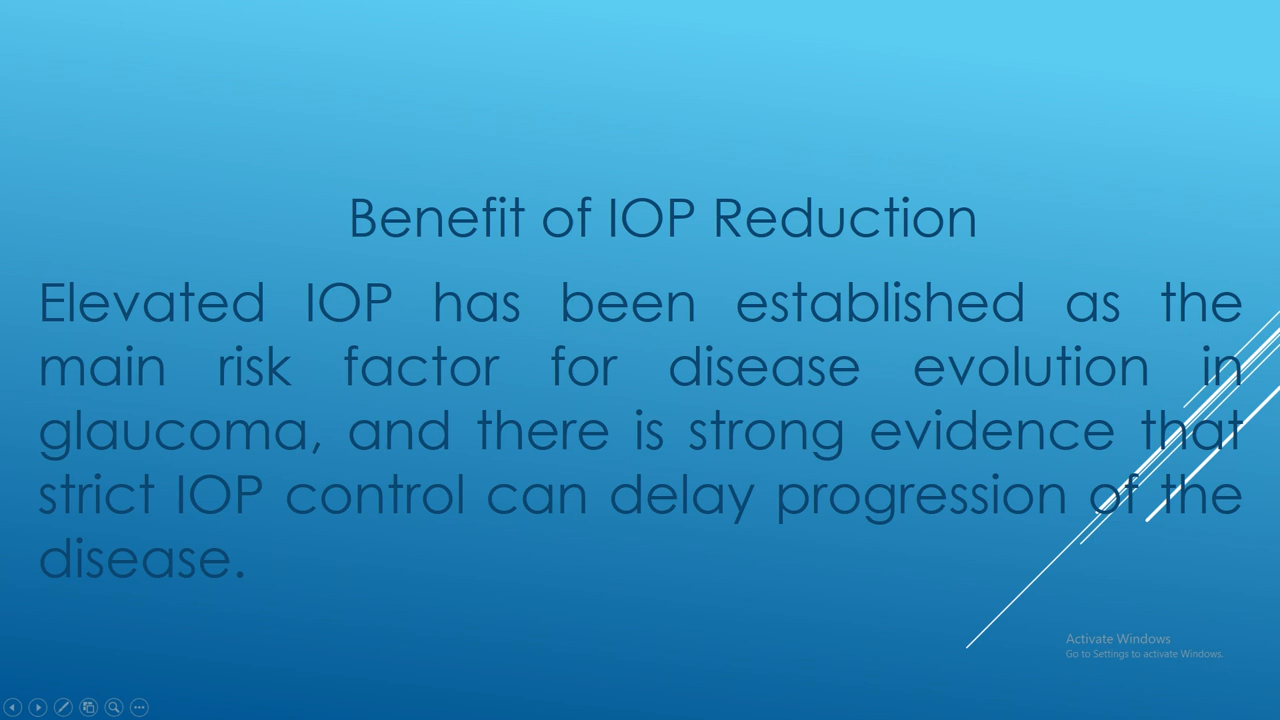 Benefit of IOP Reduction
Elevated IOP has been established as the
main risk factor for disease evolution in
glaucoma, and there is strong evidence that
strict IOP control can delay progression of the
disease.
Activate Windows
Go to Settings to activate Windows.